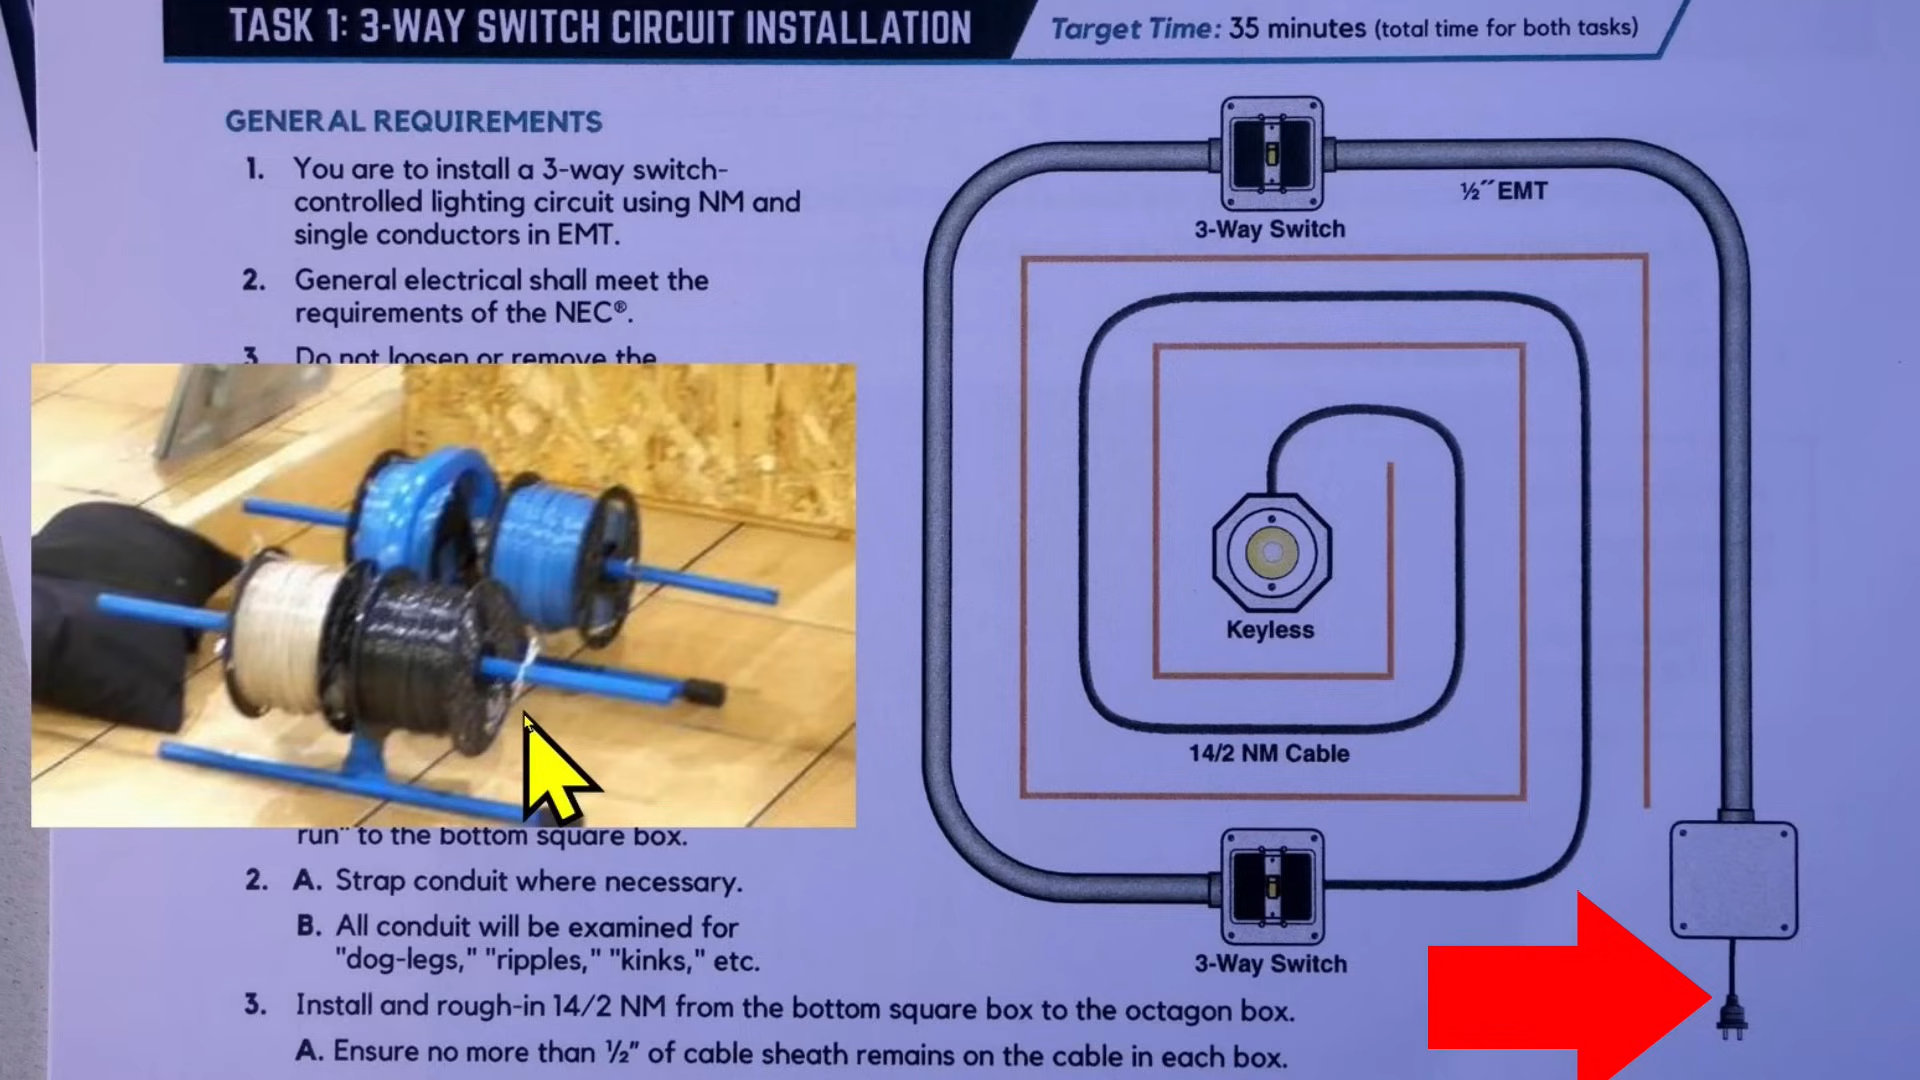 TASK 1: 3-WAY SWITCH CIRCUIT INSTALLATION
Target Time: 35 minutes (total time for both tasks)
GENERAL REQUIREMENTS
1. You are to install a 3-way switch-
controlled lighting circuit using NM and
single conductors in EMT.
2. General electrical shall meet the
requirements of the NEC®.
3. Do not loosen or remove the
run" to the bottom square box.
2. A. Strap conduit where necessary.
B. All conduit will be examined for
"dog-legs," "ripples," "kinks," etc.
3. Install and rough-in 14/2 NM from the bottom square box to the octagon box.
A. Ensure no more than ½" of cable sheath remains on the cable in each box.
½" EMT
3-Way Switch
Keyless
14/2 NM Cable
3-Way Switch